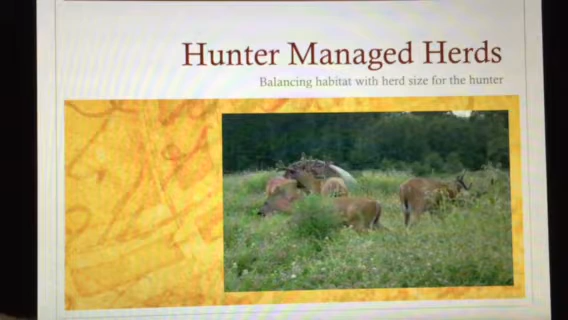 Hunter Managed Herds
Balancing habitat with herd size for the hunter